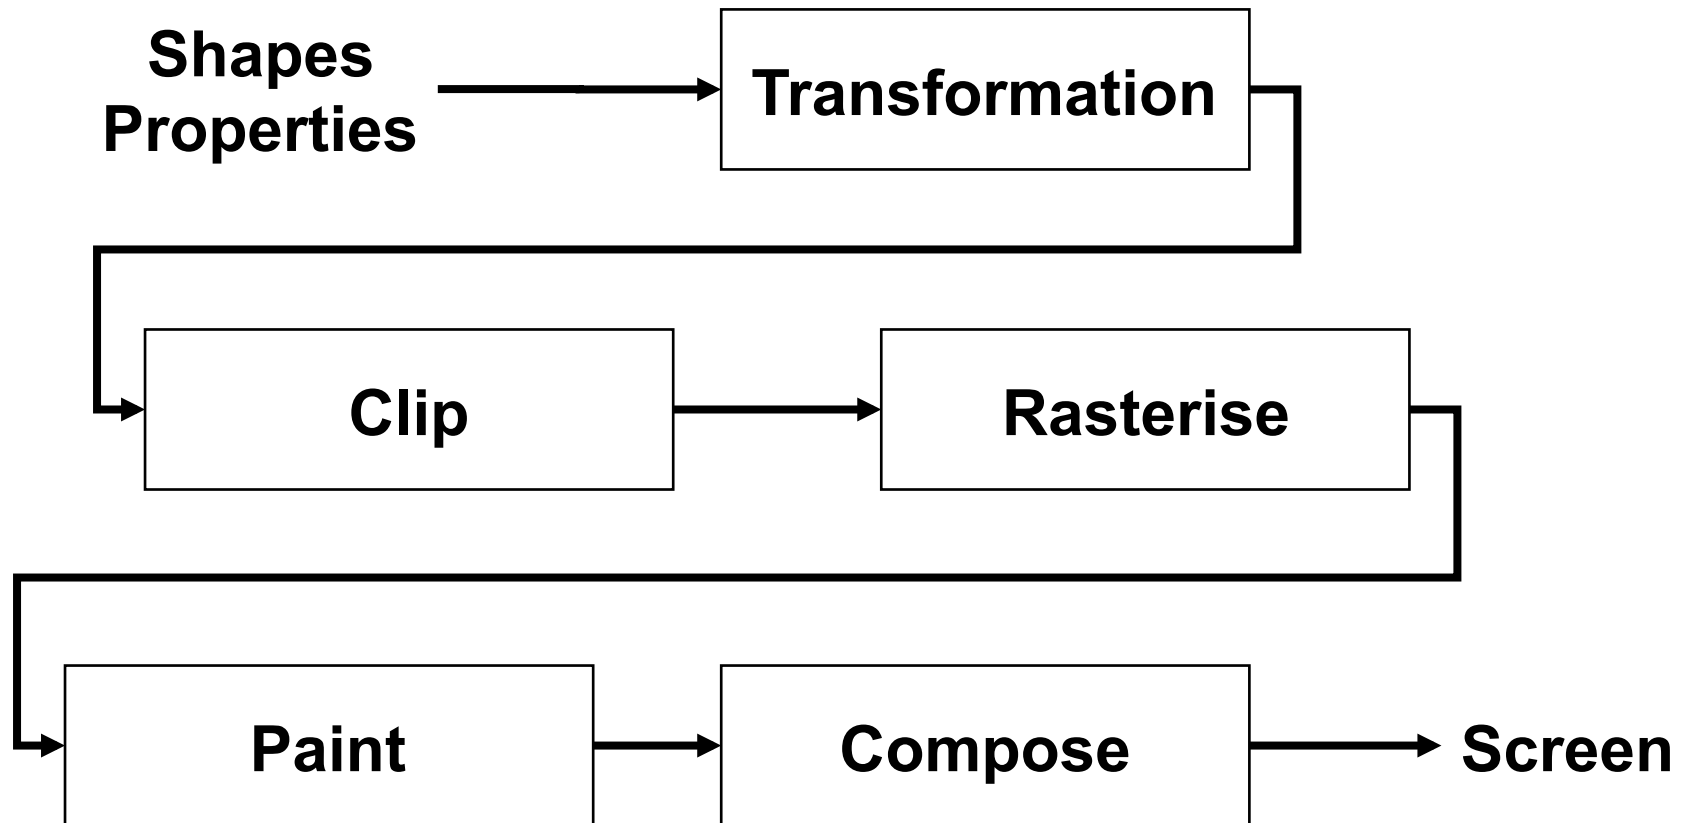 Shapes
Properties
Transformation
Clip
Rasterise
Paint
Compose
Screen